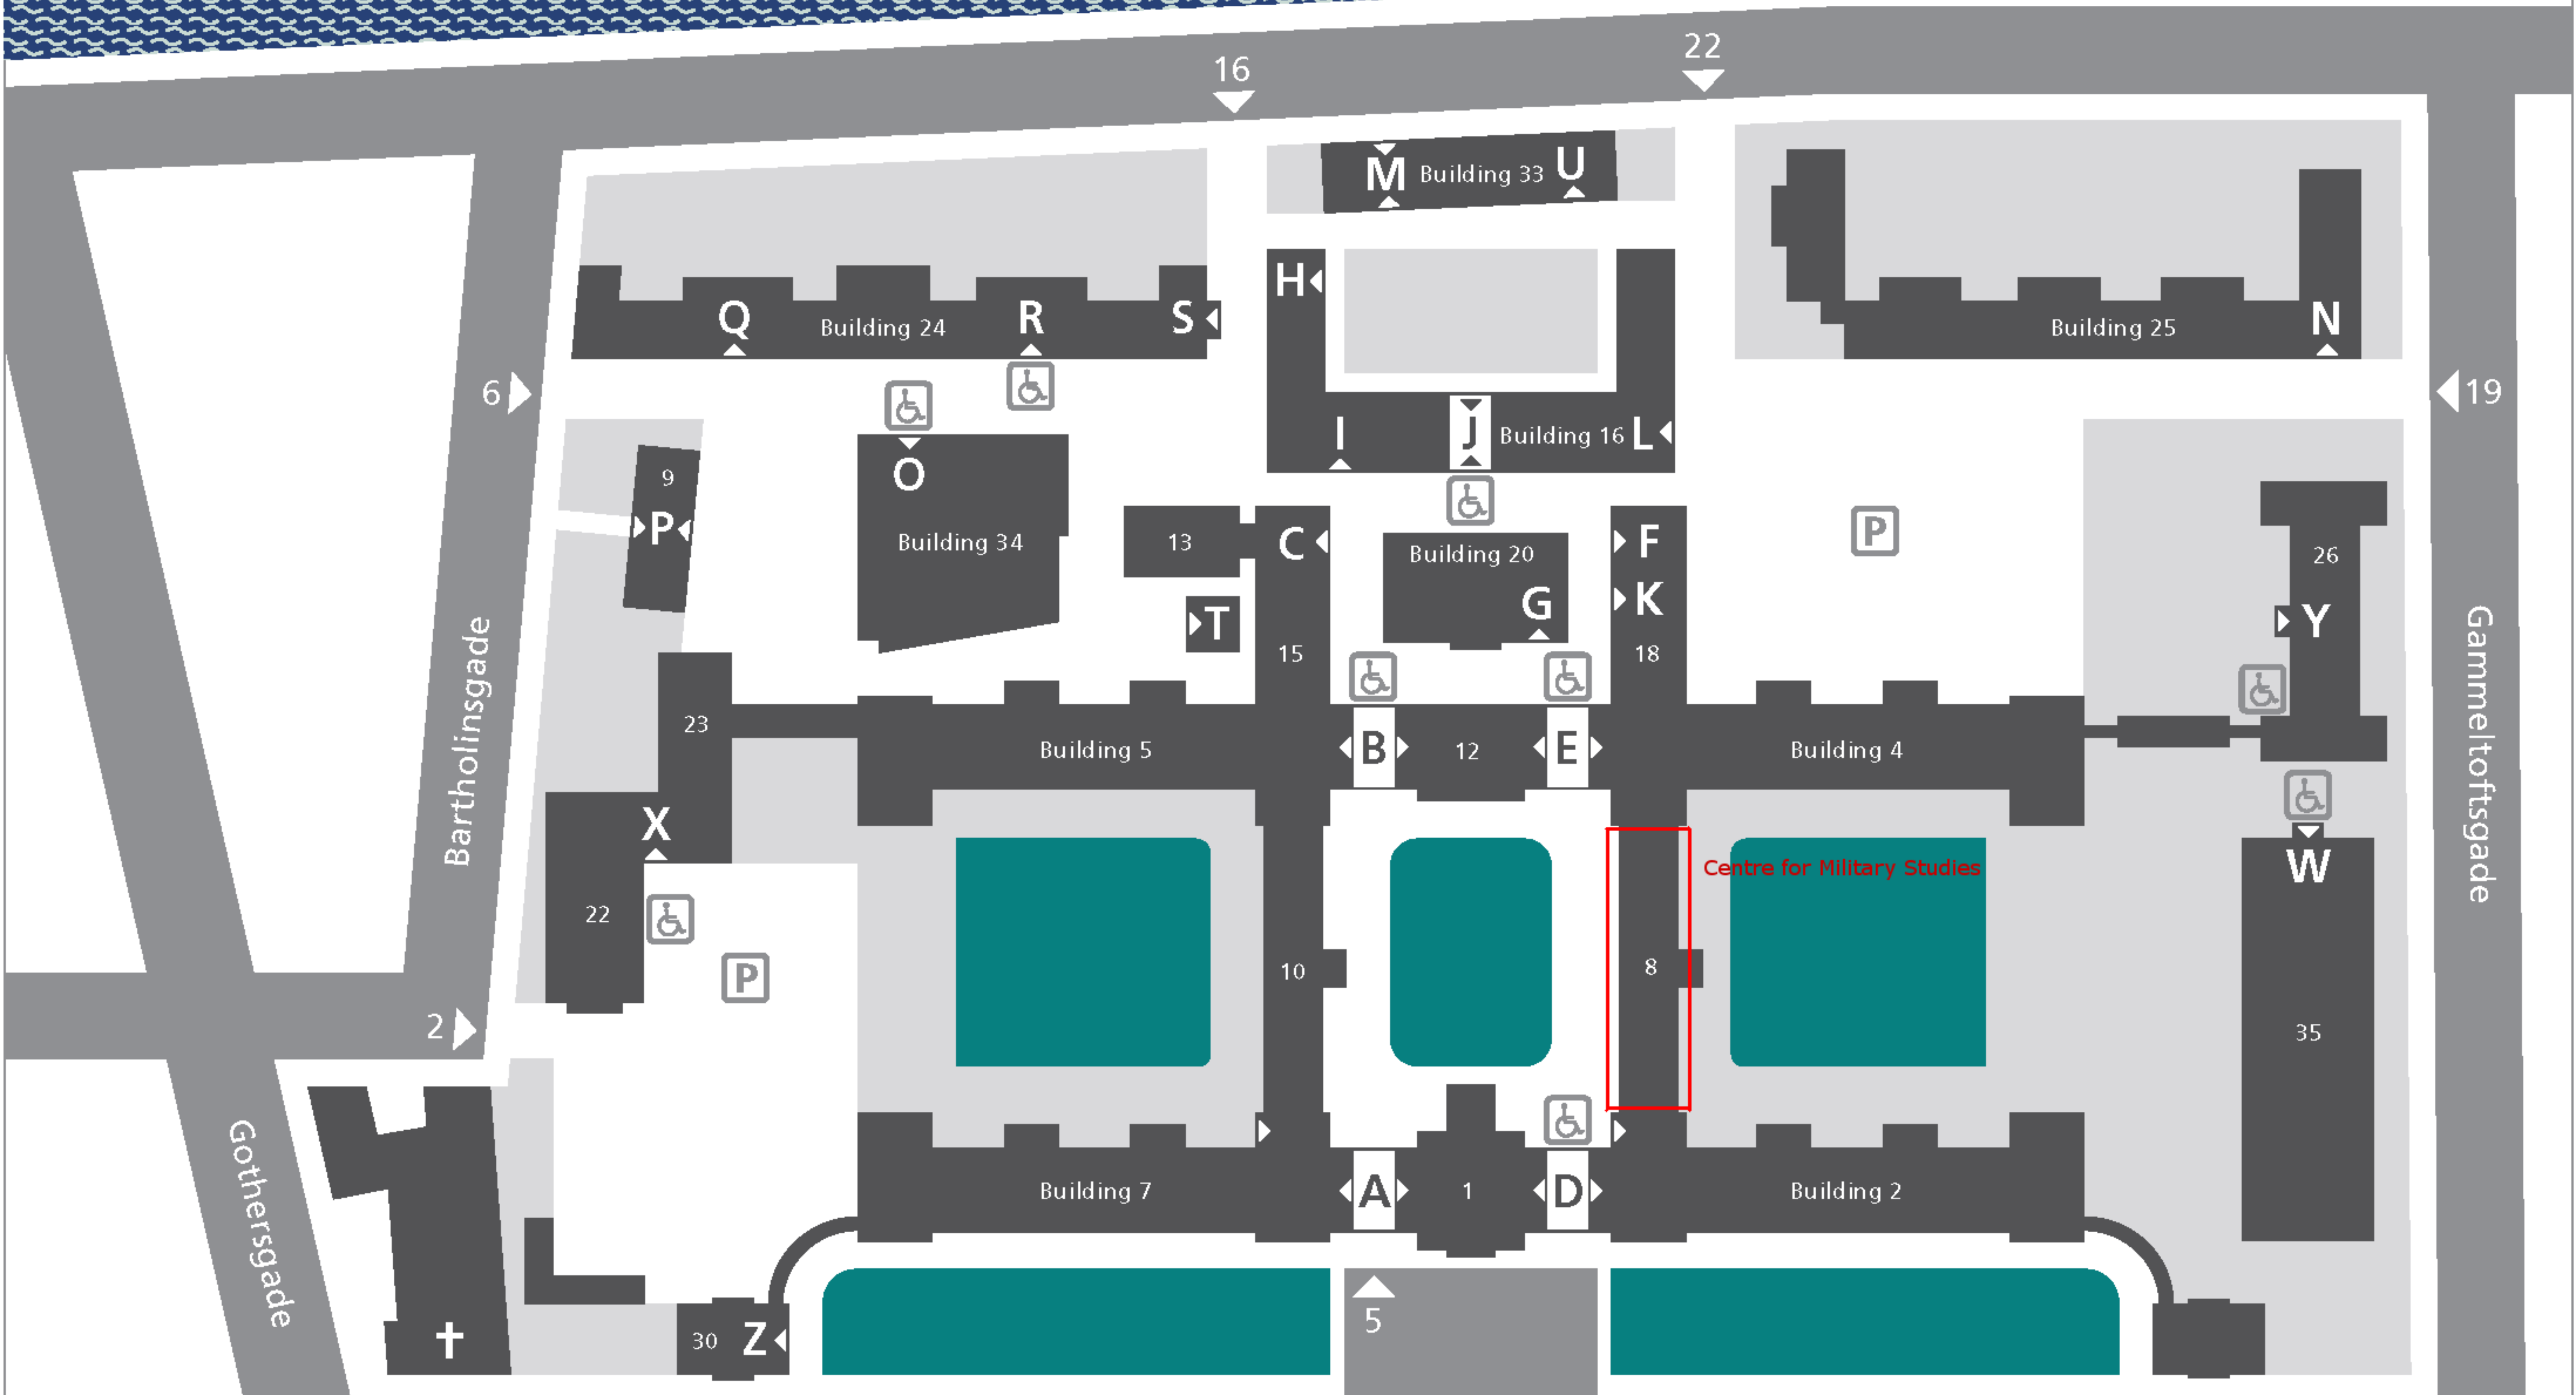 22
16
M Building 33 U
H
Q Building 24 R S
Building 25 N
6
19
I J Building 16 L
9
P
O
Building 34
13
C
Building 20
G
F
K
P
26
Y
T
15
18
23
Building 5
B
12
E
Building 4
Bartholinsgade
Gammeltoftsgade
X
W
Centre for Military Studies
22
P
10
8
35
2
Gothersgade
Building 7
A
1
D
Building 2
5
30 Z